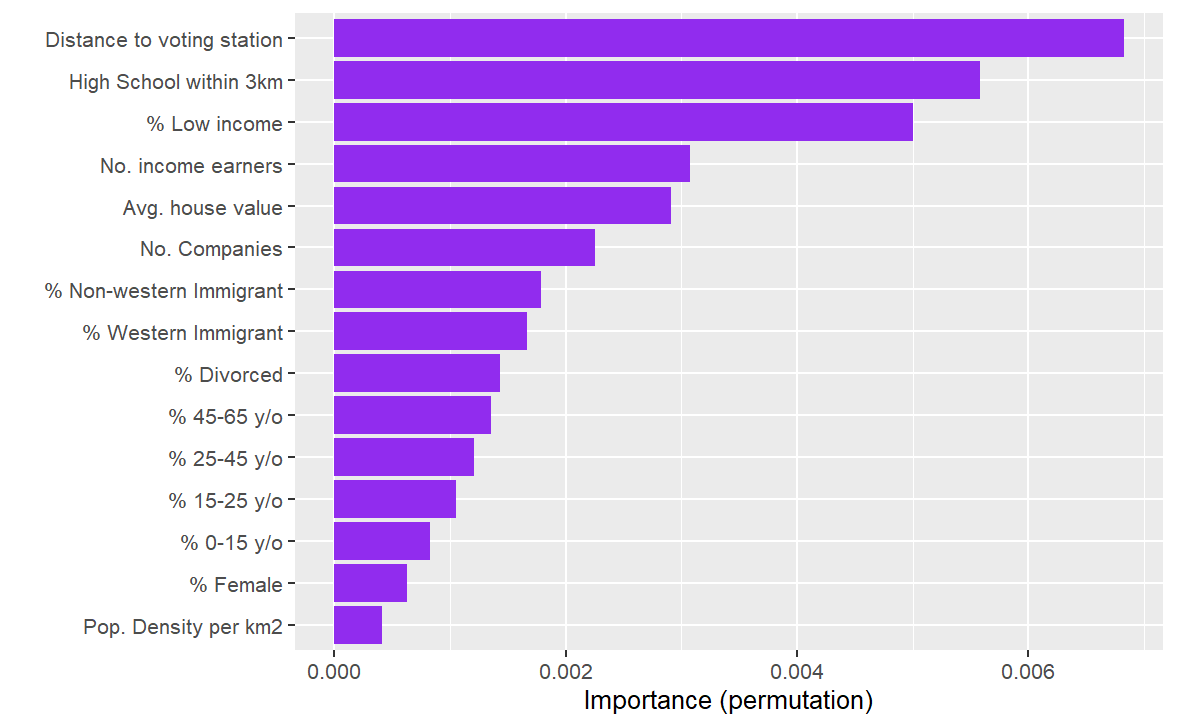 Distance to voting station
High School within 3km
% Low income
No. income earners
Avg. house value
No. Companies
% Non-western Immigrant
% Western Immigrant
% Divorced
% 45-65 y/o
% 25-45 y/o
% 15-25 y/o
% 0-15 y/o
% Female
Pop. Density per km2
0.000 0.002 0.004 0.006
Importance (permutation)